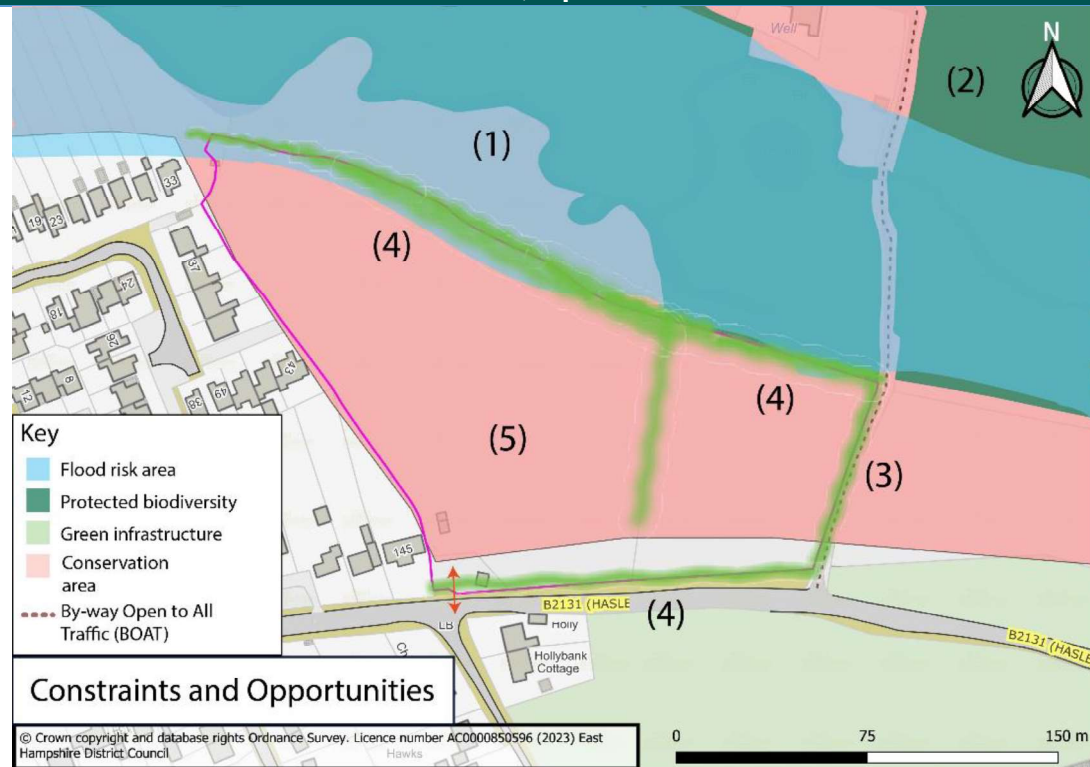 Well
N
(2)
(1)
33
19
23
(4)
37
24
18
26
8
12
43
49
38
(4)
(5)
(3)
Key
Flood risk area
Protected biodiversity
Green infrastructure
Conservation
area
By-way Open to All
Traffic (BOAT)
145
B2131 (HASLE
(4)
LB
Holly
Hollybank
Cottage
B2131 (HASLE
Ch
Constraints and Opportunities
© Crown copyright and database rights Ordnance Survey. Licence number AC0000850596 (2023) East
Hampshire District Council
Hawks
0 75 150 m